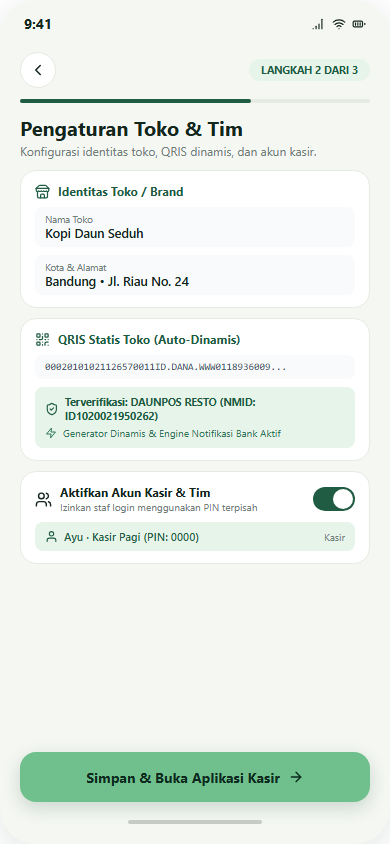 9:41
LANGKAH 2 DARI 3
Pengaturan Toko & Tim
Konfigurasi identitas toko, QRIS dinamis, dan akun kasir.
Identitas Toko / Brand
Nama Toko
Kopi Daun Seduh
Kota & Alamat
Bandung • Jl. Riau No. 24
QRIS Statis Toko (Auto-Dinamis)
00020101021126570011ID.DANA.WWW0118936009...
Terverifikasi: DAUNPOS RESTO (NMID:
ID1020021950262)
Generator Dinamis & Engine Notifikasi Bank Aktif
Aktifkan Akun Kasir & Tim
Izinkan staf login menggunakan PIN terpisah
Ayu · Kasir Pagi (PIN: 0000)
Kasir
Simpan & Buka Aplikasi Kasir →